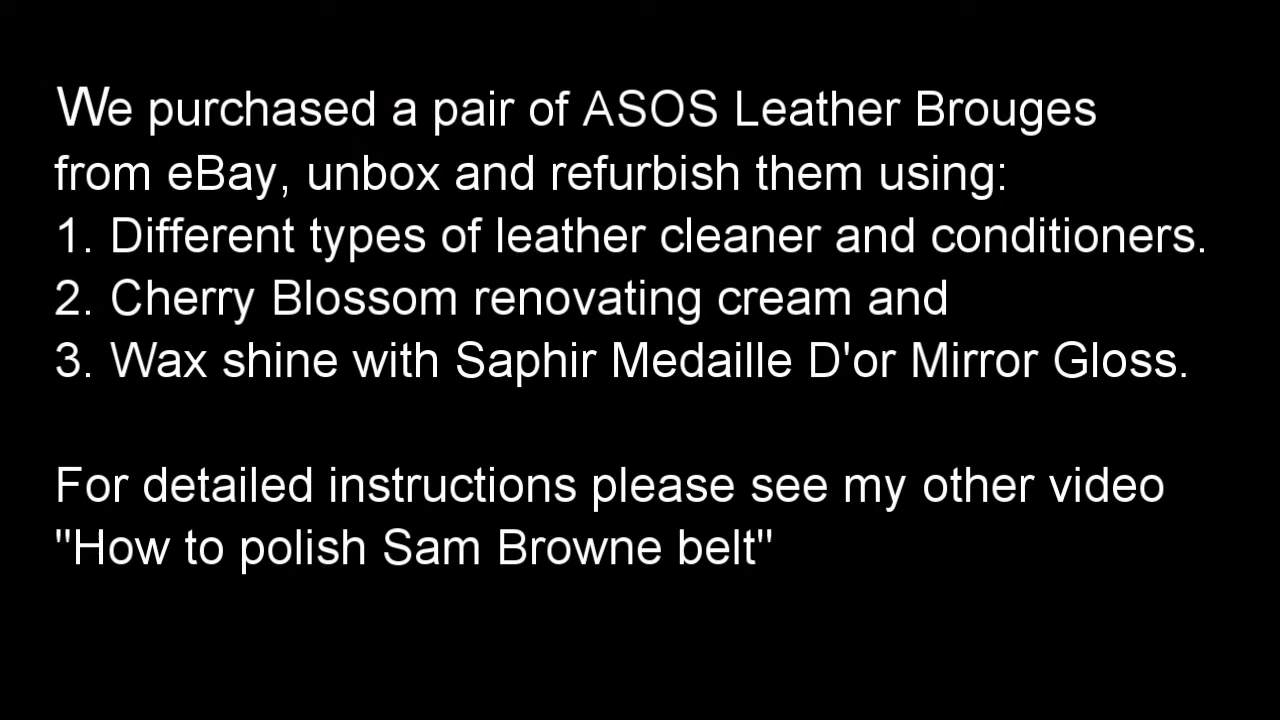 We purchased a pair of ASOS Leather Brouges
from eBay, unbox and refurbish them using:
1. Different types of leather cleaner and conditioners.
2. Cherry Blossom renovating cream and
3. Wax shine with Saphir Medaille D'or Mirror Gloss.
For detailed instructions please see my other video
"How to polish Sam Browne belt"